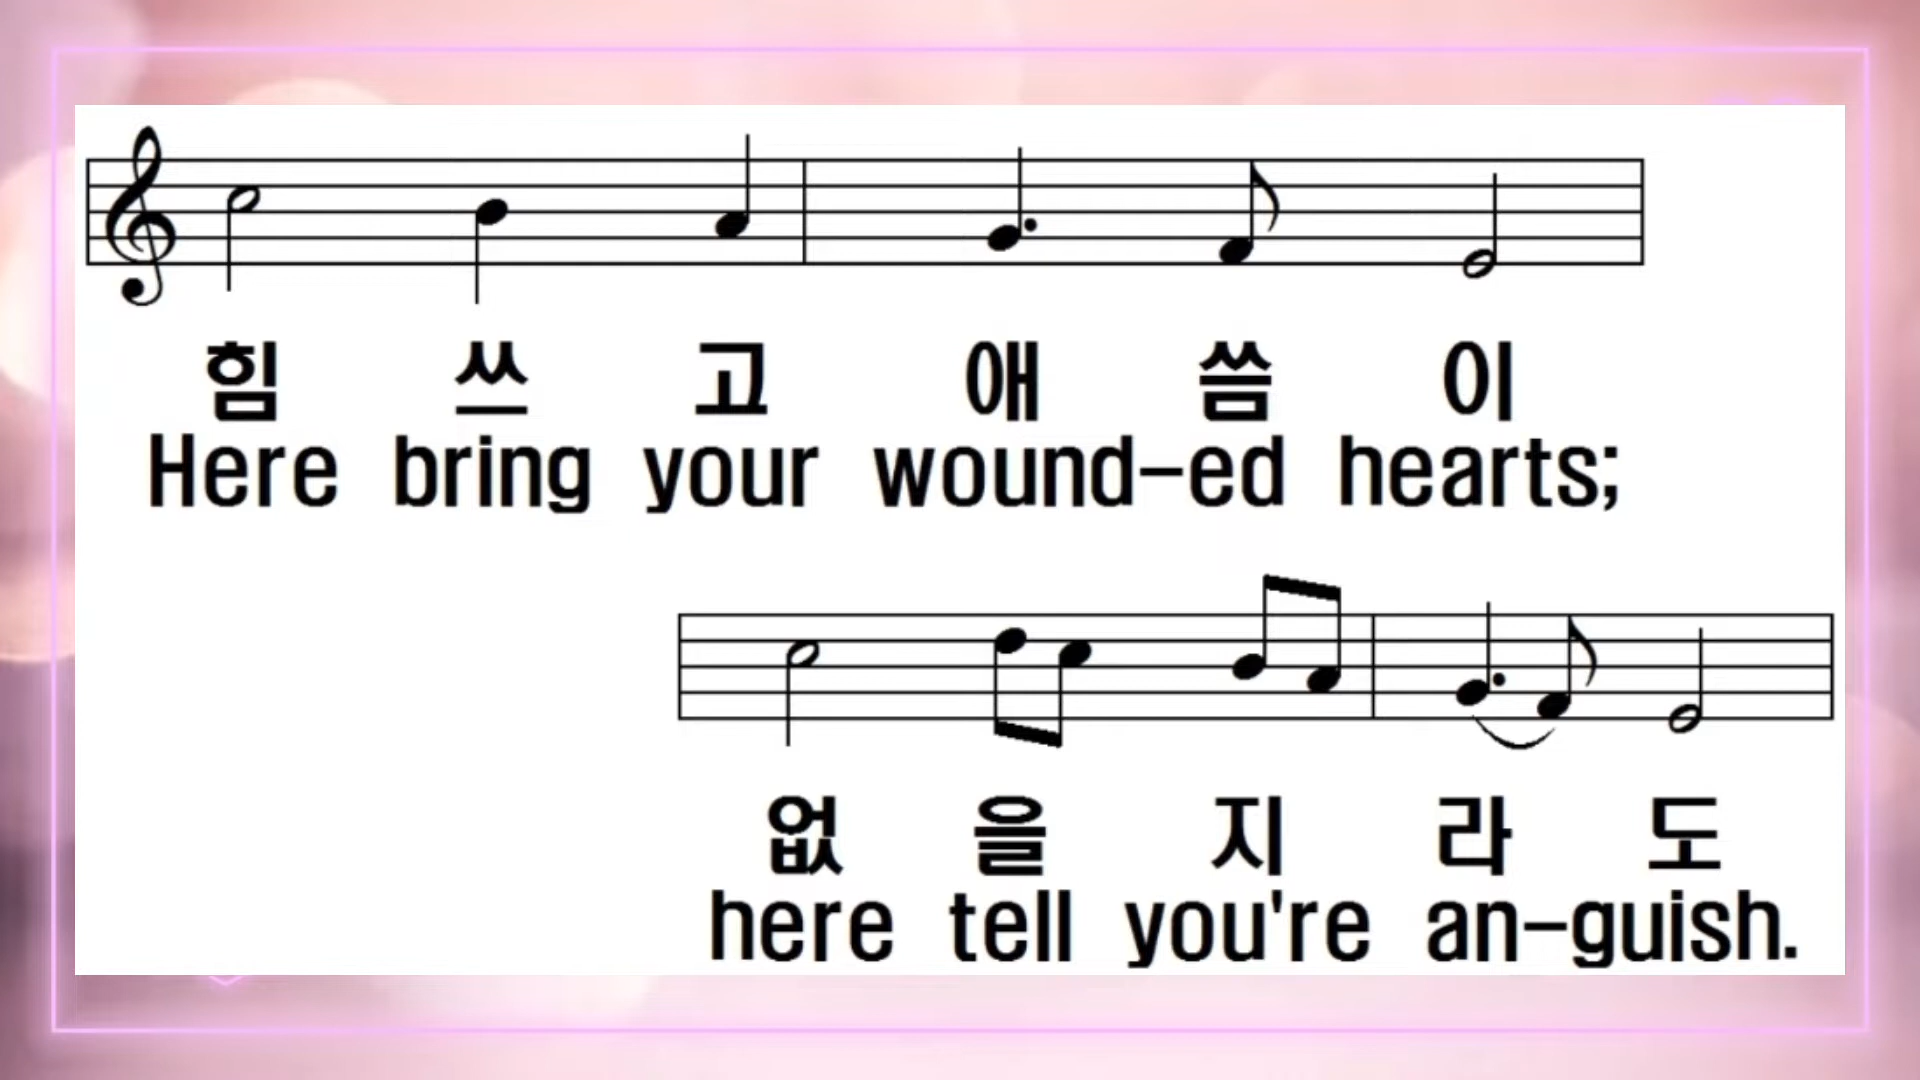 힘 쓰 고 애 씀 이
Here bring your wound-ed hearts;
없 을 지 라 도
here tell you're an-guish.